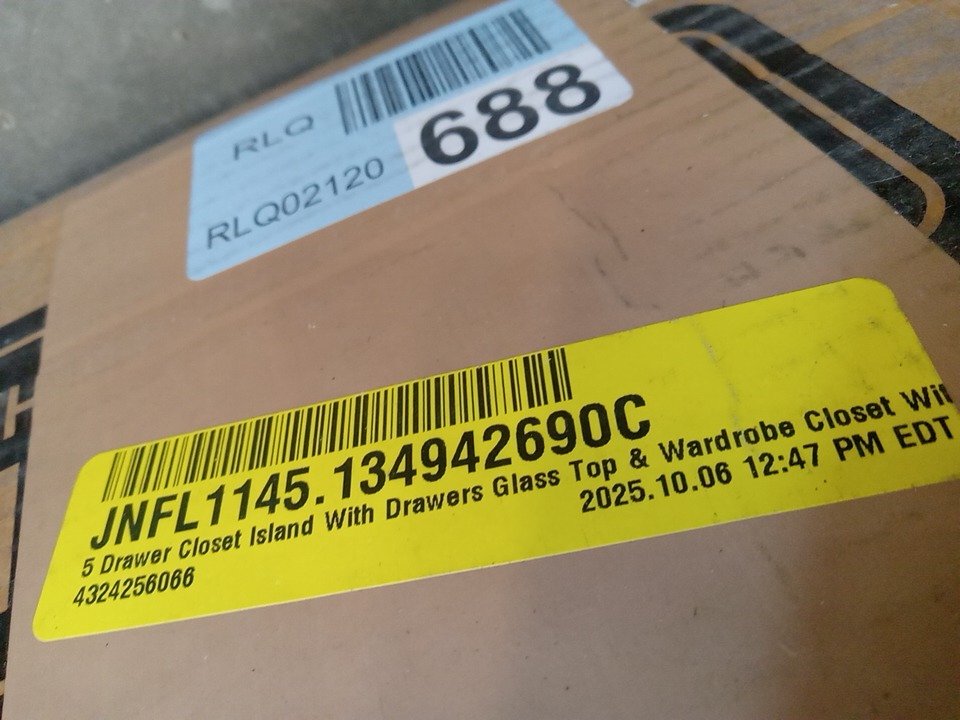 RLQ
688
RLQ02120
JNFL1145.134942690C
5 Drawer Closet Island With Drawers Glass Top & Wardrobe Closet
2025.10.06 12:47 PM EDT
4324256066